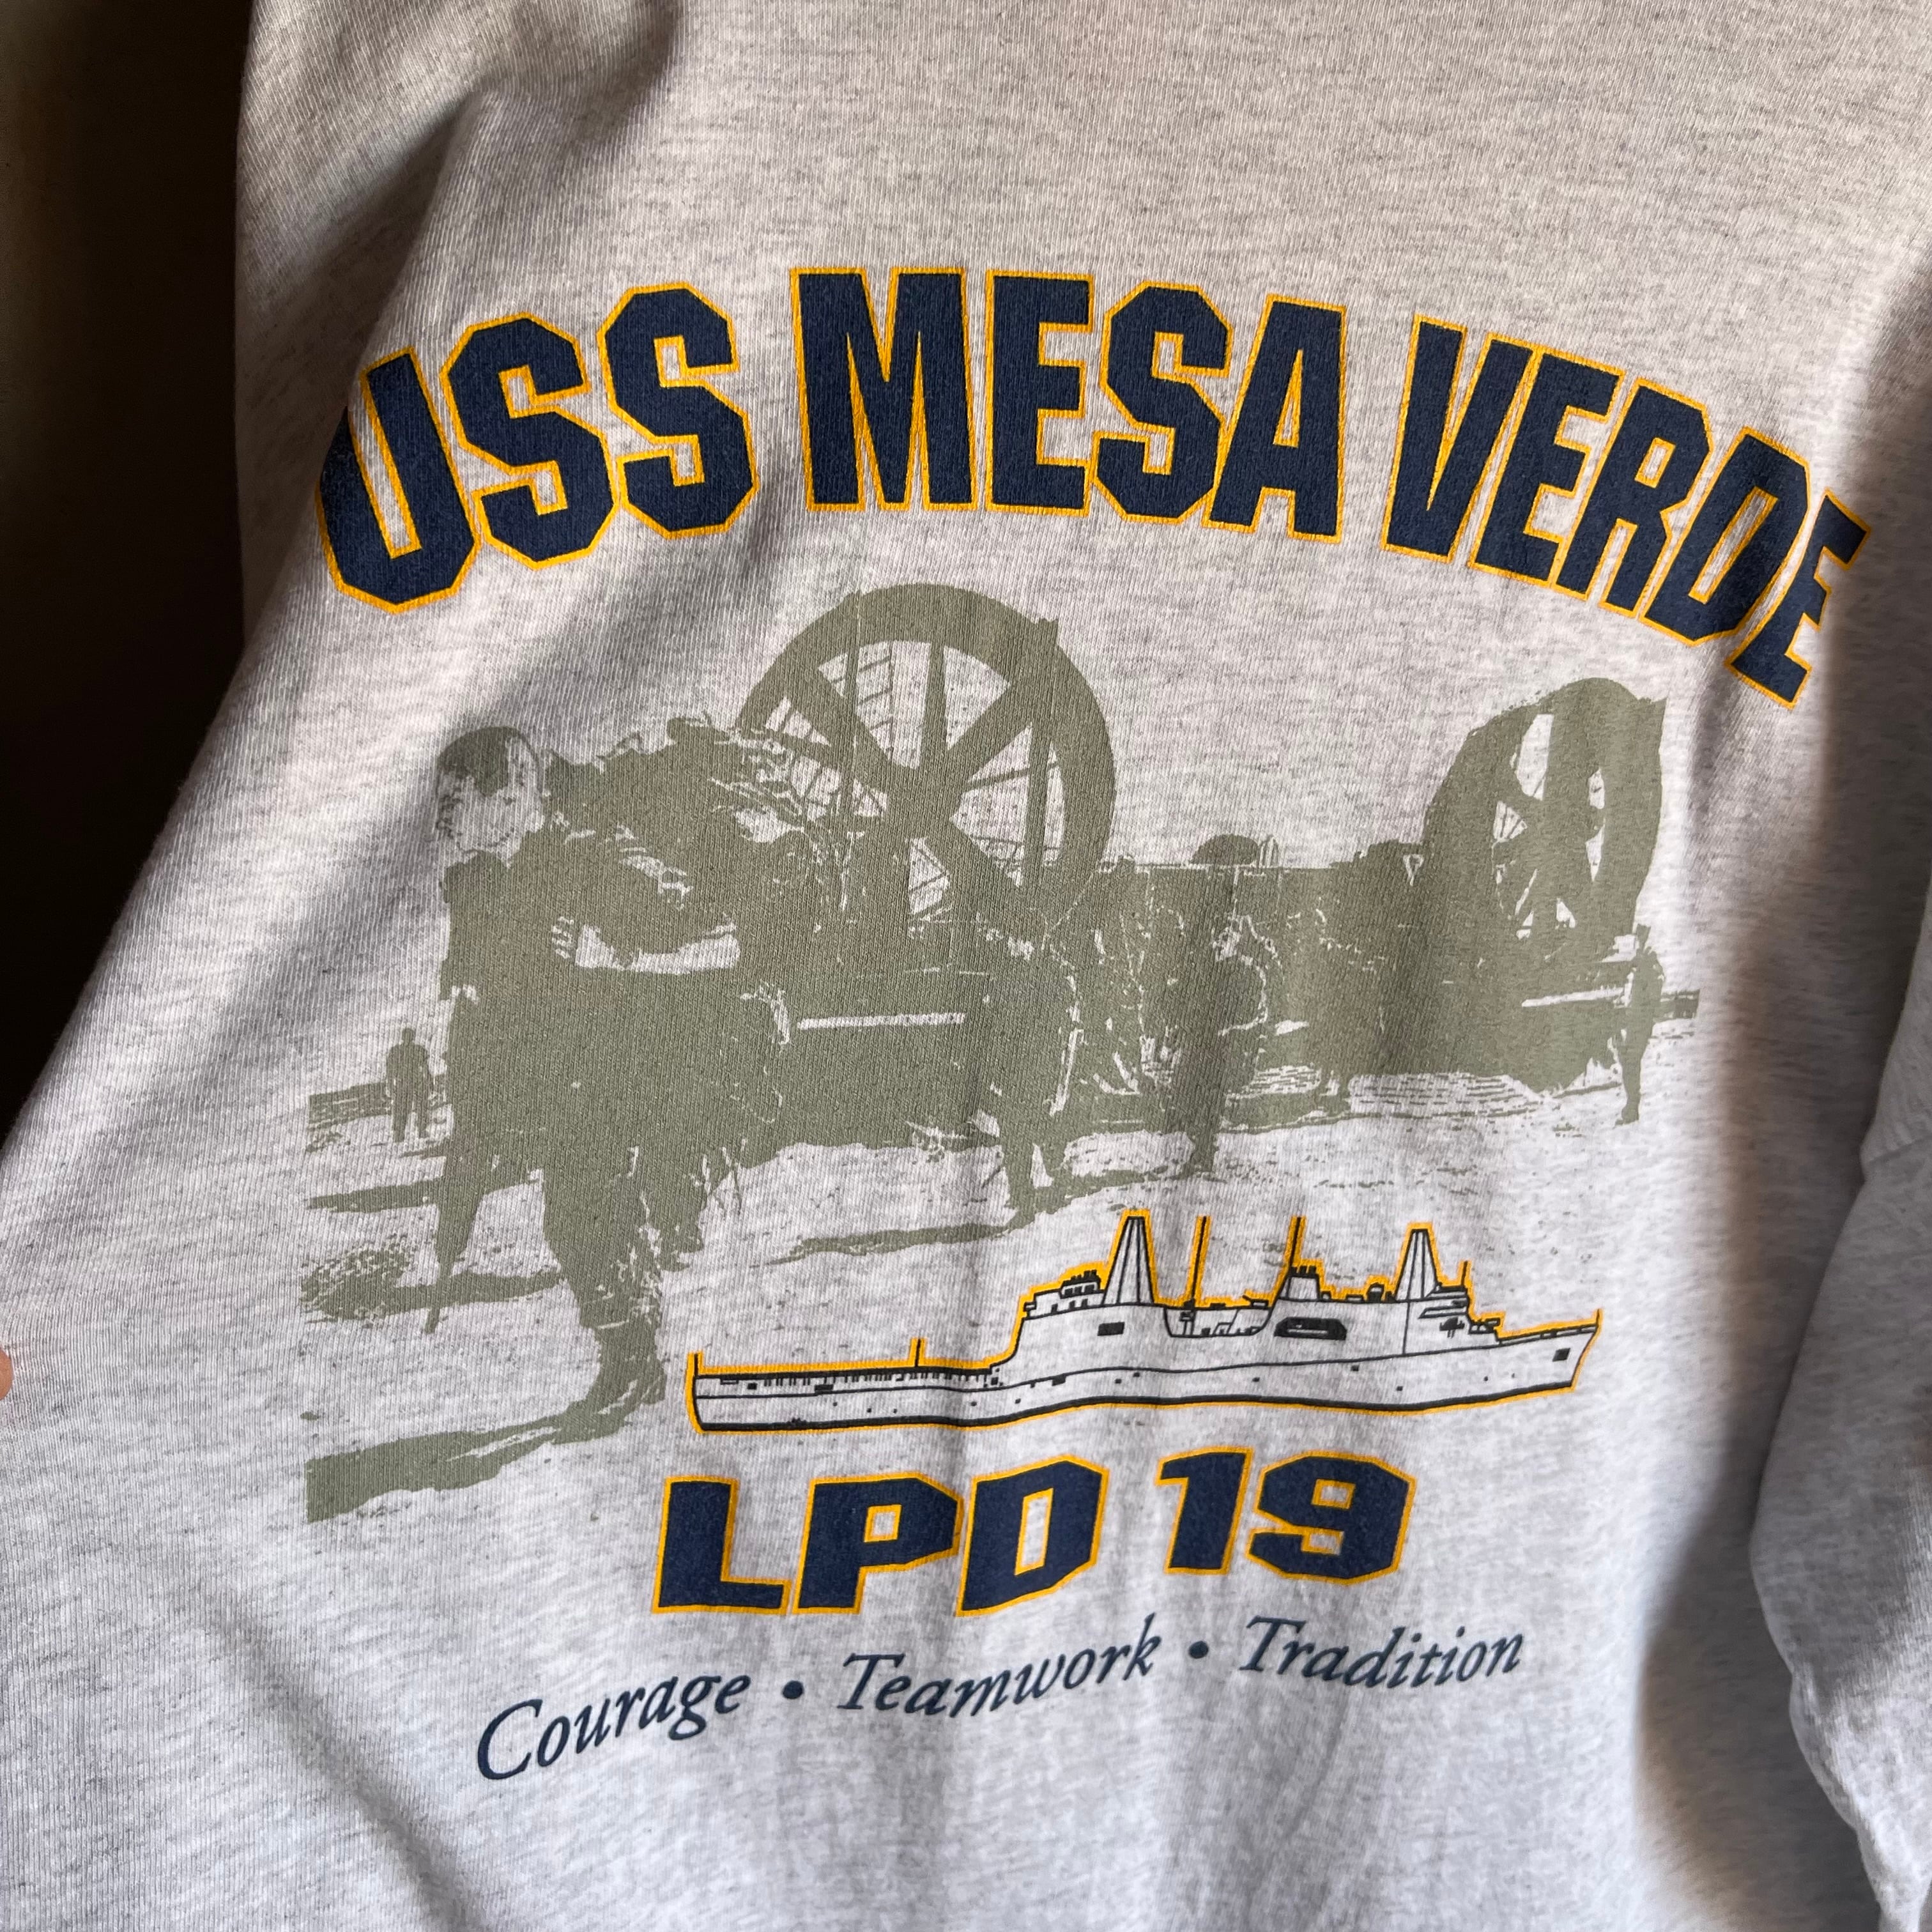 USS MESA VERDE
LPD 19
Courage • Teamwork • Tradition